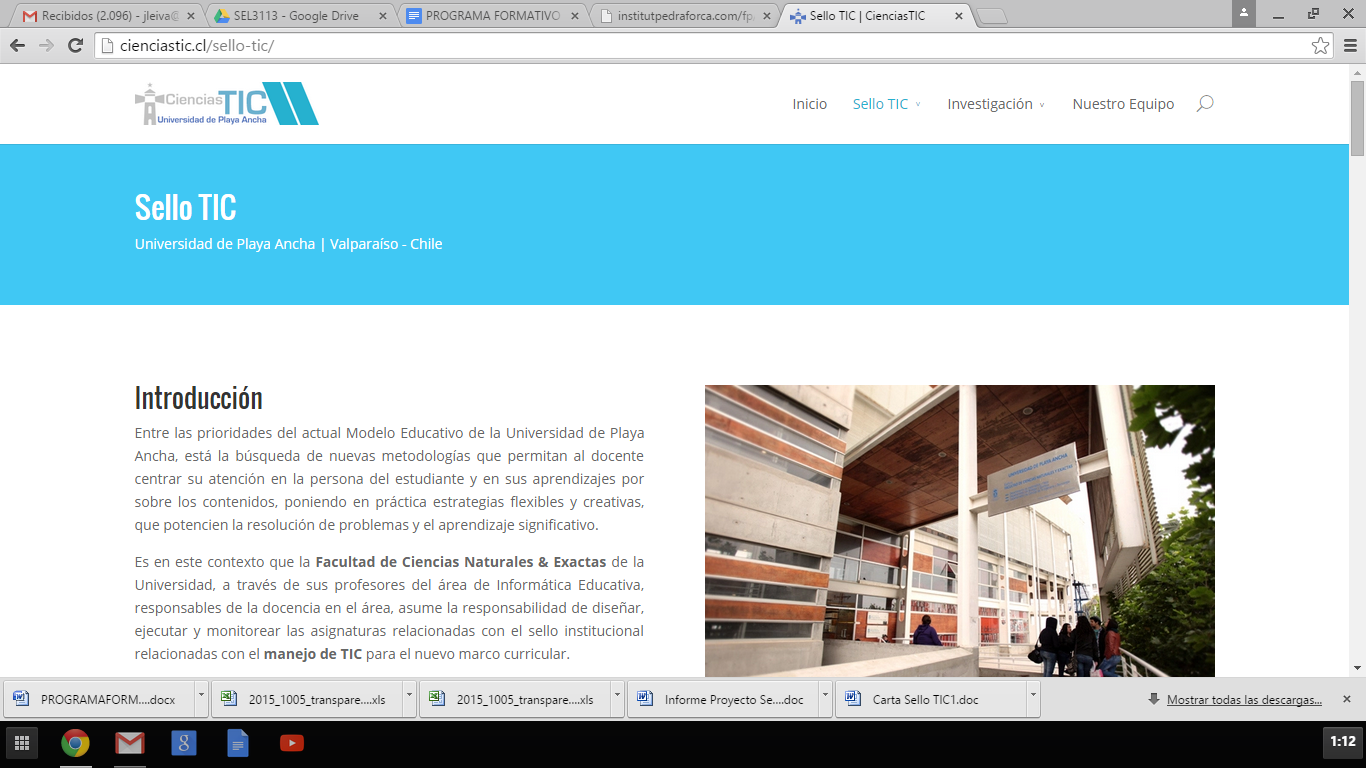 Recibidos (2.096) - jleiva@
SEL3113 - Google Drive
PROGRAMA FORMATIVO
institutpedraforca.com/fp
Sello TIC | CienciasTIC
cienciastic.cl/sello-tic/
CienciasTIC
Universidad de Playa Ancha
Inicio
Sello TIC
Investigación
Nuestro Equipo
Sello TIC
Universidad de Playa Ancha | Valparaíso - Chile
Introducción
Entre las prioridades del actual Modelo Educativo de la Universidad de Playa
Ancha, está la búsqueda de nuevas metodologías que permitan al docente
centrar su atención en la persona del estudiante y en sus aprendizajes por
sobre los contenidos, poniendo en práctica estrategias flexibles y creativas,
que potencien la resolución de problemas y el aprendizaje significativo.
Es en este contexto que la Facultad de Ciencias Naturales & Exactas de la
Universidad, a través de sus profesores del área de Informática Educativa,
responsables de la docencia en el área, asume la responsabilidad de diseñar,
ejecutar y monitorear las asignaturas relacionadas con el sello institucional
relacionadas con el manejo de TIC para el nuevo marco curricular.
UNIVERSIDAD DE PLAYA ANCHA
PROGRAMAFORM....docx
2015_1005_transpare....xls
2015_1005_transpare....xls
Informe Proyecto Se....doc
Carta Sello TIC1.doc
Mostrar todas las descargas...
1:12